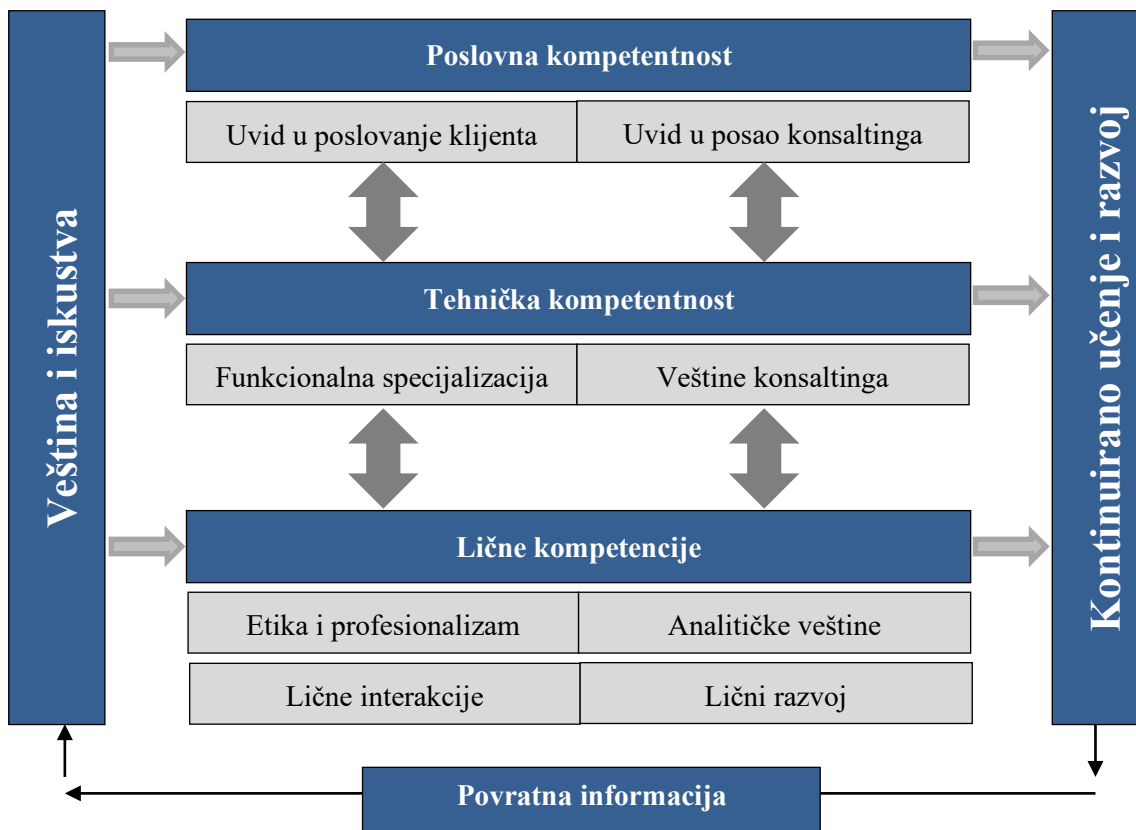 Veština i iskustva
Poslovna kompetentnost
Uvid u poslovanje klijenta
Uvid u posao konsaltinga
Tehnička kompetentnost
Funkcionalna specijalizacija
Veštine konsaltinga
Lične kompetencije
Etika i profesionalizam
Analitičke veštine
Lične interakcije
Lični razvoj
Kontinuirano učenje i razvoj
Povratna informacija